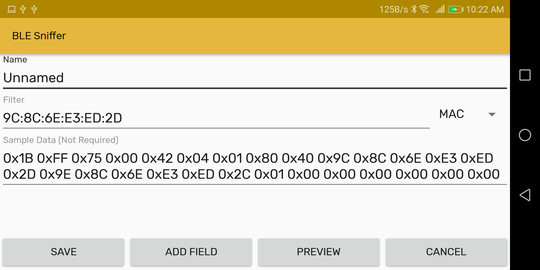 125B/s 10:22 AM
BLE Sniffer
Name
Unnamed
Filter
9C:8C:6E:E3:ED:2D
MAC
Sample Data (Not Required)
0x1B 0xFF 0x75 0x00 0x42 0x04 0x01 0x80 0x40 0x9C 0x8C 0x6E 0xE3 0xED
0x2D 0x9E 0x8C 0x6E 0xE3 0xED 0x2C 0x01 0x00 0x00 0x00 0x00 0x00 0x00
SAVE ADD FIELD PREVIEW CANCEL